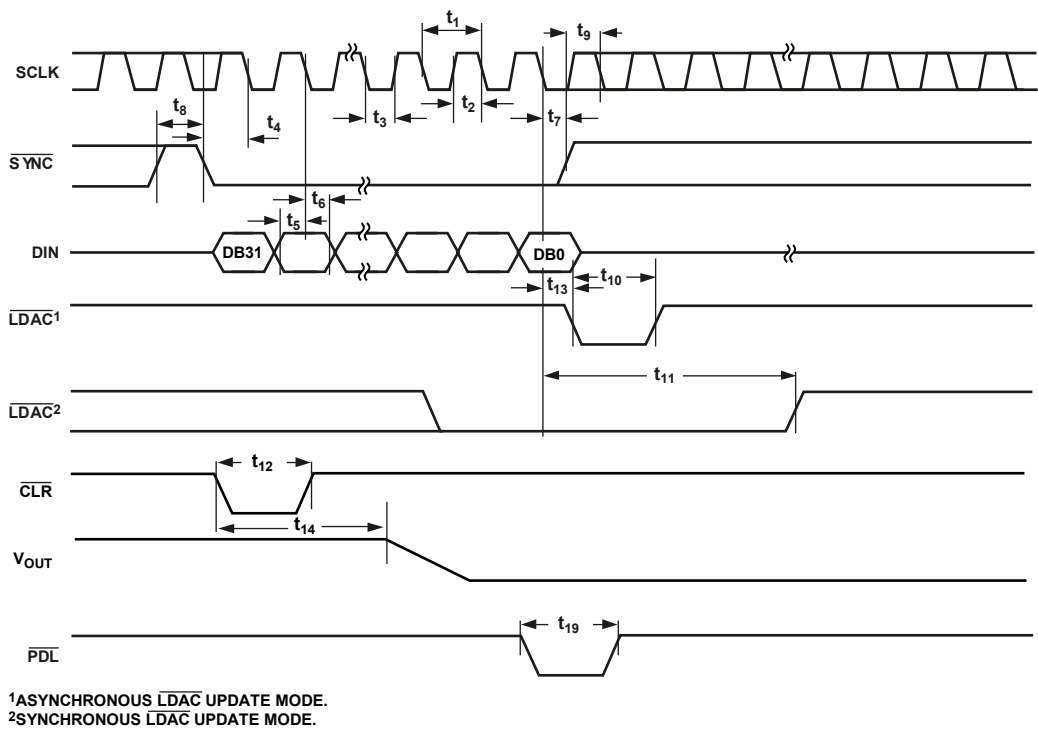 t1
t9
SCLK
t8
t4
t3
t2
t7
SYNC
t6
t5
DIN
DB31
DB0
t13
t10
LDAC1
t11
LDAC2
t12
CLR
t14
VOUT
t19
PDL
1ASYNCHRONOUS LDAC UPDATE MODE.
2SYNCHRONOUS LDAC UPDATE MODE.